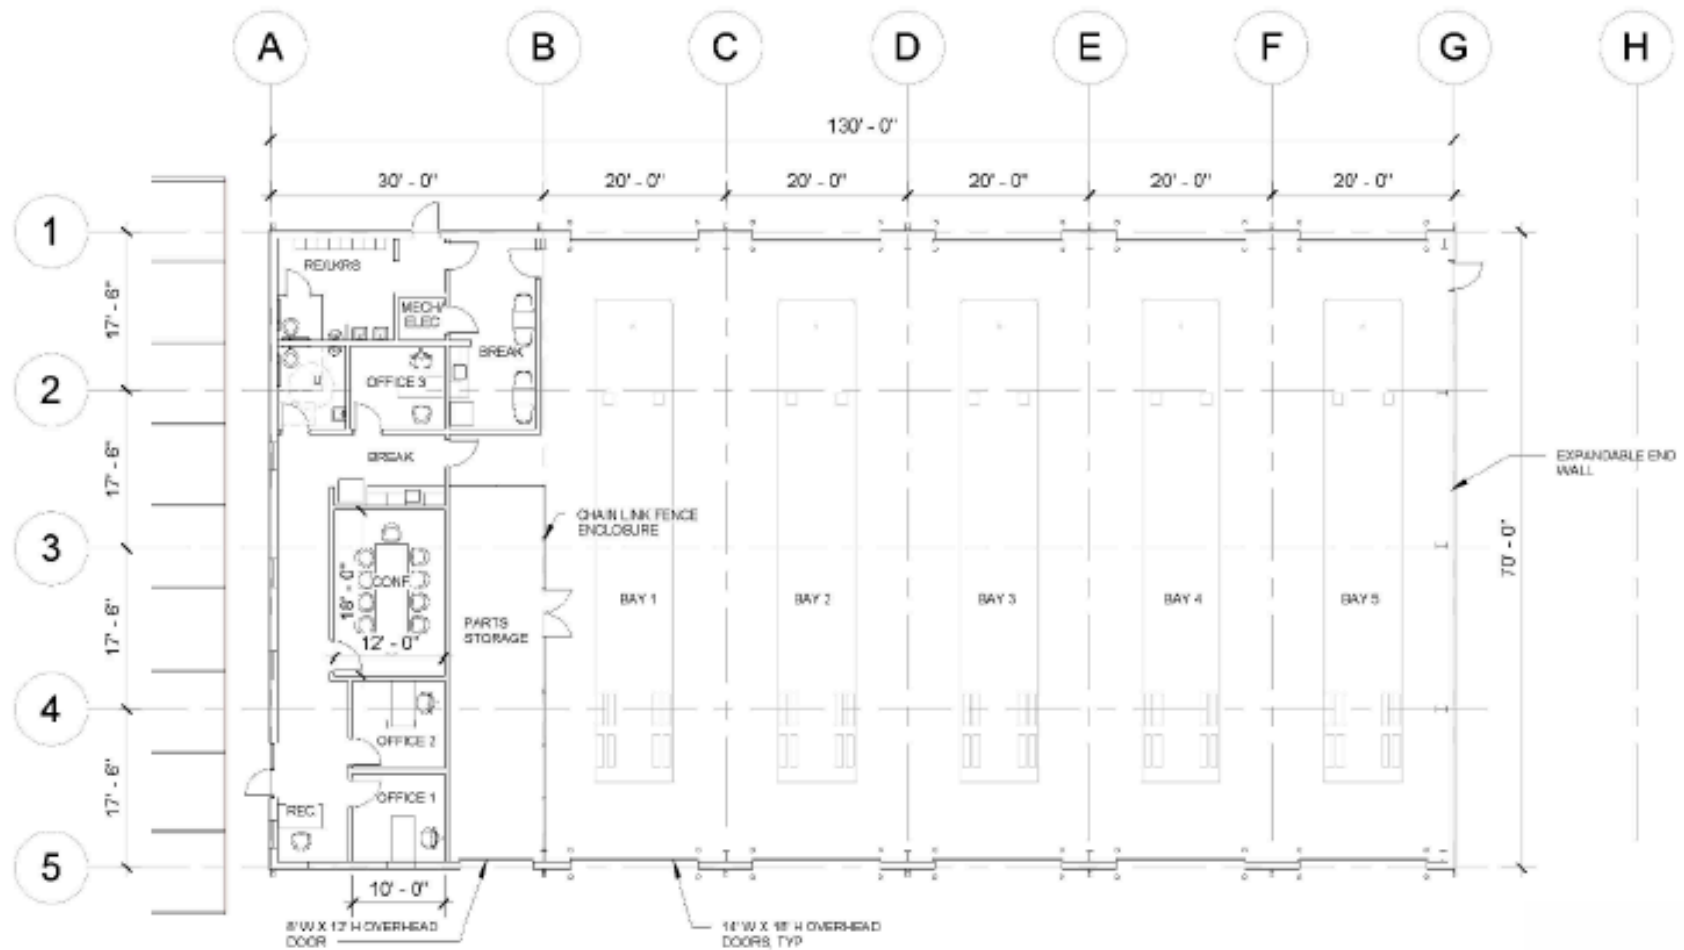 A B C D E F G H
130' - 0"
30' - 0" 20' - 0" 20' - 0" 20' - 0" 20' - 0" 20' - 0"
1
RE/LKRS
17' - 6"
MECH/
ELEC
BREAK
2
OFFICE 3
BREAK
17' - 6"
EXPANDABLE END
WALL
CHAIN LINK FENCE
ENCLOSURE
3
70' - 0"
18' - 0"
CONF.
17' - 6"
BAY 1 BAY 2 BAY 3 BAY 4 BAY 5
PARTS
STORAGE
12' - 0"
4
OFFICE 2
17' - 6"
OFFICE 1
REC.
5
10' - 0"
8' W X 12' H OVERHEAD
DOOR
14' W X 18' H OVERHEAD
DOORS, TYP